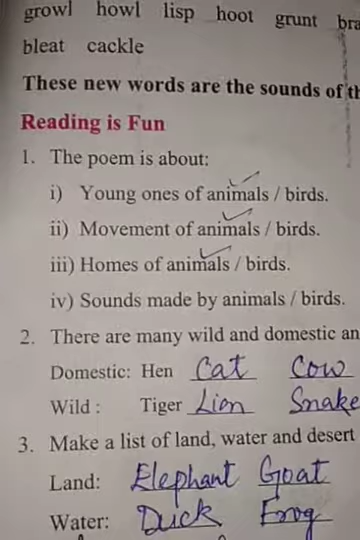 growl howl lisp hoot grunt bra
bleat cackle
These new words are the sounds of th
Reading is Fun
1. The poem is about:
i) Young ones of animals / birds.
ii) Movement of animals / birds.
iii) Homes of animals / birds.
iv) Sounds made by animals / birds.
2. There are many wild and domestic an
Domestic: Hen Cat Cow
Wild : Tiger Lion Snake
3. Make a list of land, water and desert
Land: Elephant Goat
Water: Duck Frog